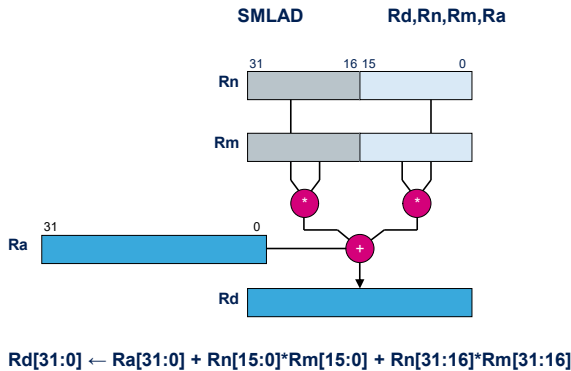 SMLAD Rd,Rn,Rm,Ra
31 16 15 0
Rn
Rm
* *
31 0
Ra
+
Rd
Rd[31:0] ← Ra[31:0] + Rn[15:0]*Rm[15:0] + Rn[31:16]*Rm[31:16]